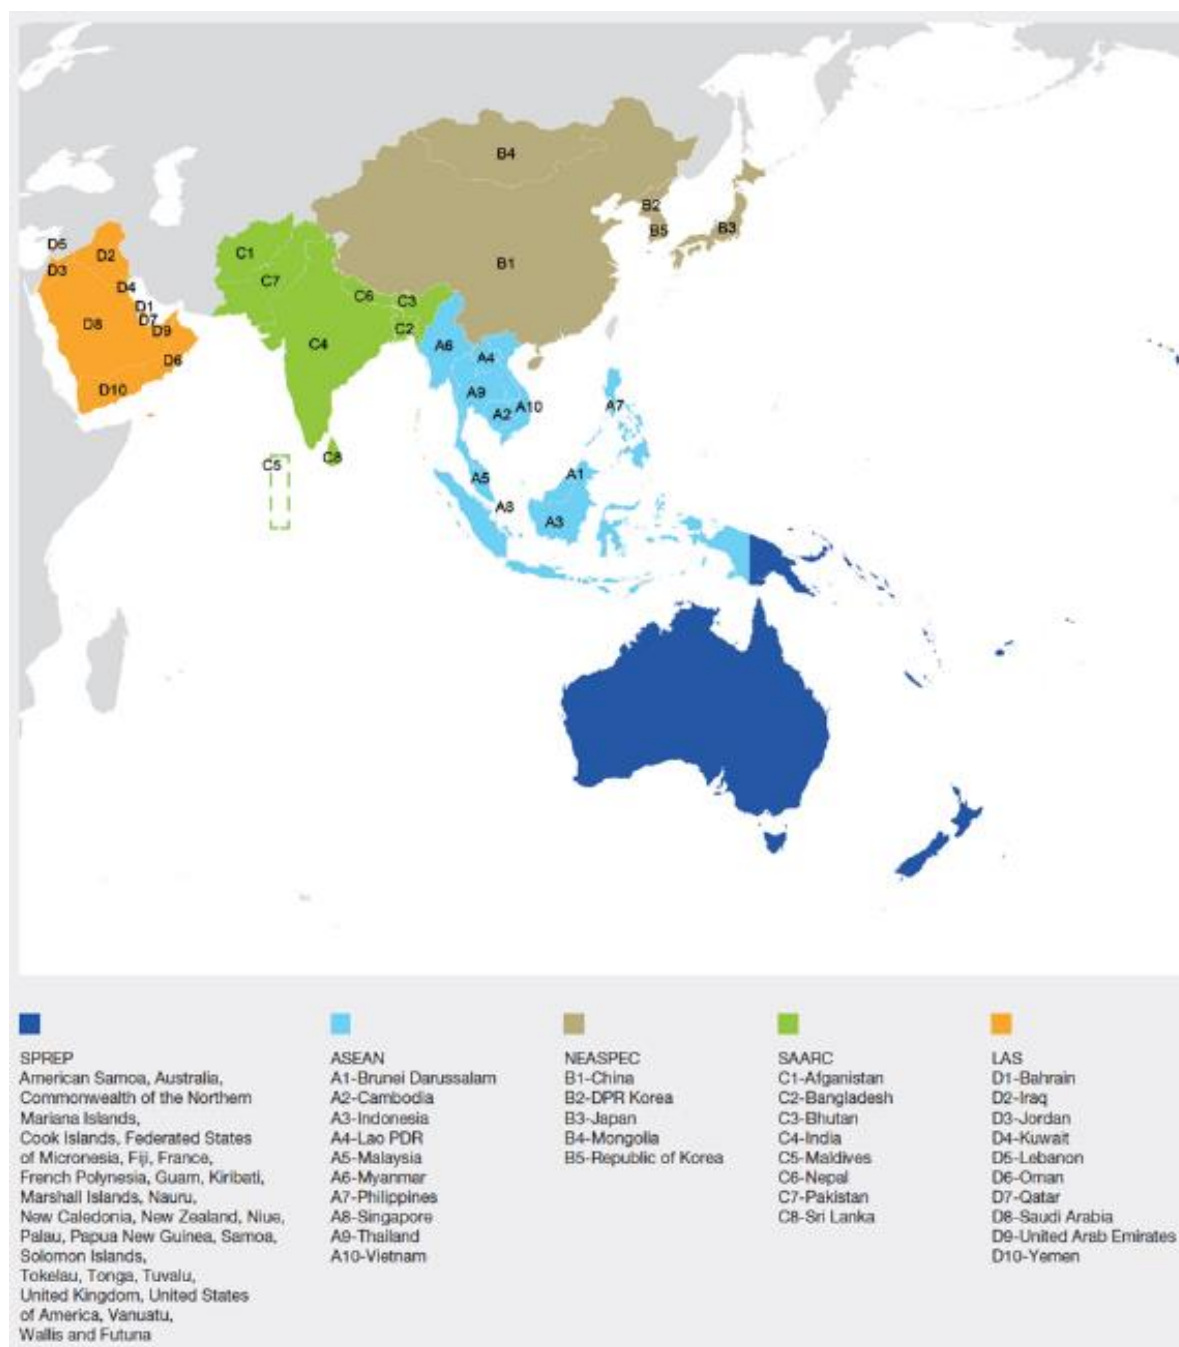 B4
B2
B5
B3
B1
D5
D2
D3
D4
D1
D7
D9
D8
D6
D10
C1
C7
C6
C3
C2
C4
C5
C8
A6
A4
A9
A10
A2
A7
A5
A8
A1
A3
SPREP
American Samoa, Australia,
Commonwealth of the Northern
Mariana Islands,
Cook Islands, Federated States
of Micronesia, Fiji, France,
French Polynesia, Guam, Kiribati,
Marshall Islands, Nauru,
New Caledonia, New Zealand, Niue,
Palau, Papua New Guinea, Samoa,
Solomon Islands,
Tokelau, Tonga, Tuvalu,
United Kingdom, United States
of America, Vanuatu,
Wallis and Futuna
ASEAN
A1-Brunei Darussalam
A2-Cambodia
A3-Indonesia
A4-Lao PDR
A5-Malaysia
A6-Myanmar
A7-Philippines
A8-Singapore
A9-Thailand
A10-Vietnam
NEASPEC
B1-China
B2-DPR Korea
B3-Japan
B4-Mongolia
B5-Republic of Korea
SAARC
C1-Afganistan
C2-Bangladesh
C3-Bhutan
C4-India
C5-Maldives
C6-Nepal
C7-Pakistan
C8-Sri Lanka
LAS
D1-Bahrain
D2-Iraq
D3-Jordan
D4-Kuwait
D5-Lebanon
D6-Oman
D7-Qatar
D8-Saudi Arabia
D9-United Arab Emirates
D10-Yemen